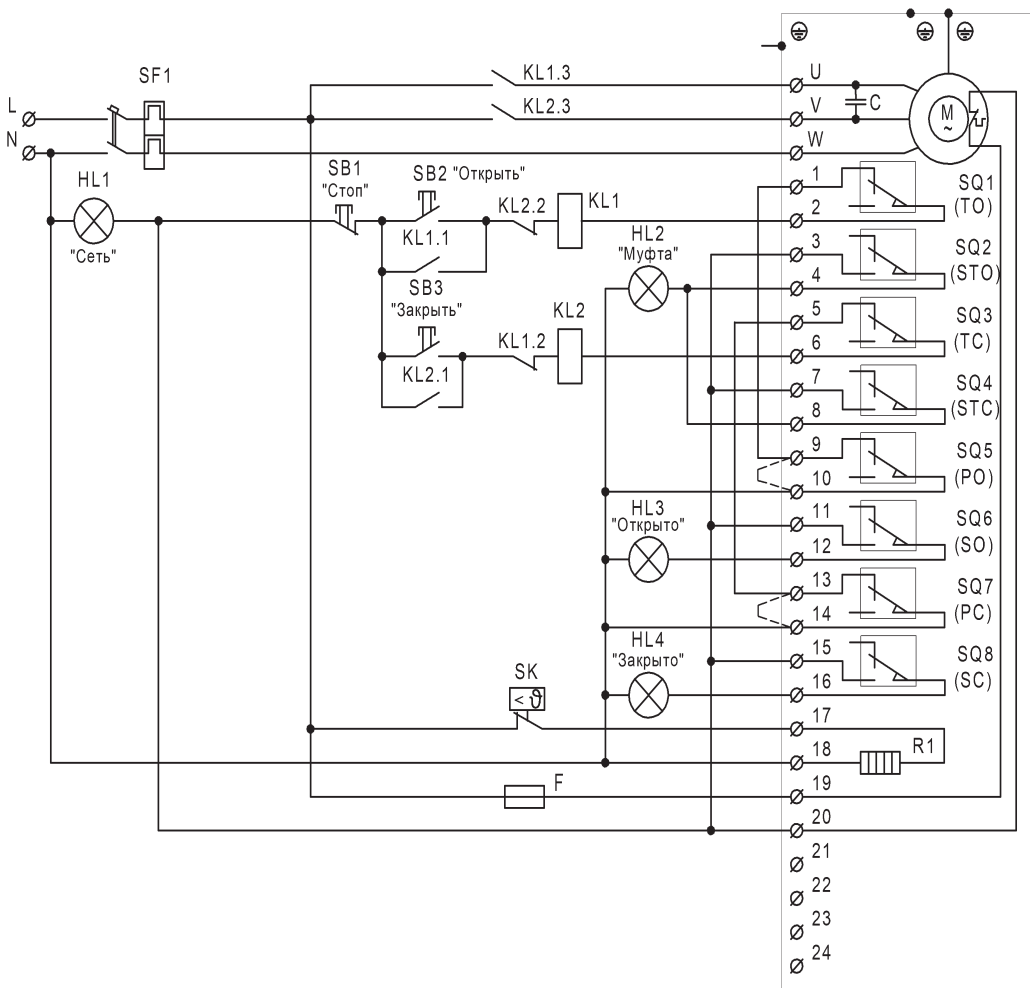 KL1.3
U
SF1
L
KL2.3
V
C
M
~
N
W
HL1
SB1
"Стоп"
SB2 "Открыть"
1
SQ1
(TO)
KL2.2
KL1
2
"Сеть"
KL1.1
HL2
"Муфта"
3
SQ2
(STO)
4
SB3
"Закрыть"
KL1.2
KL2
5
SQ3
(TC)
6
KL2.1
7
SQ4
(STC)
8
9
SQ5
(PO)
10
HL3
"Открыто"
11
SQ6
(SO)
12
13
SQ7
(PC)
14
HL4
"Закрыто"
15
SQ8
(SC)
16
SK
< ϑ
17
18
R1
F
19
20
21
22
23
24